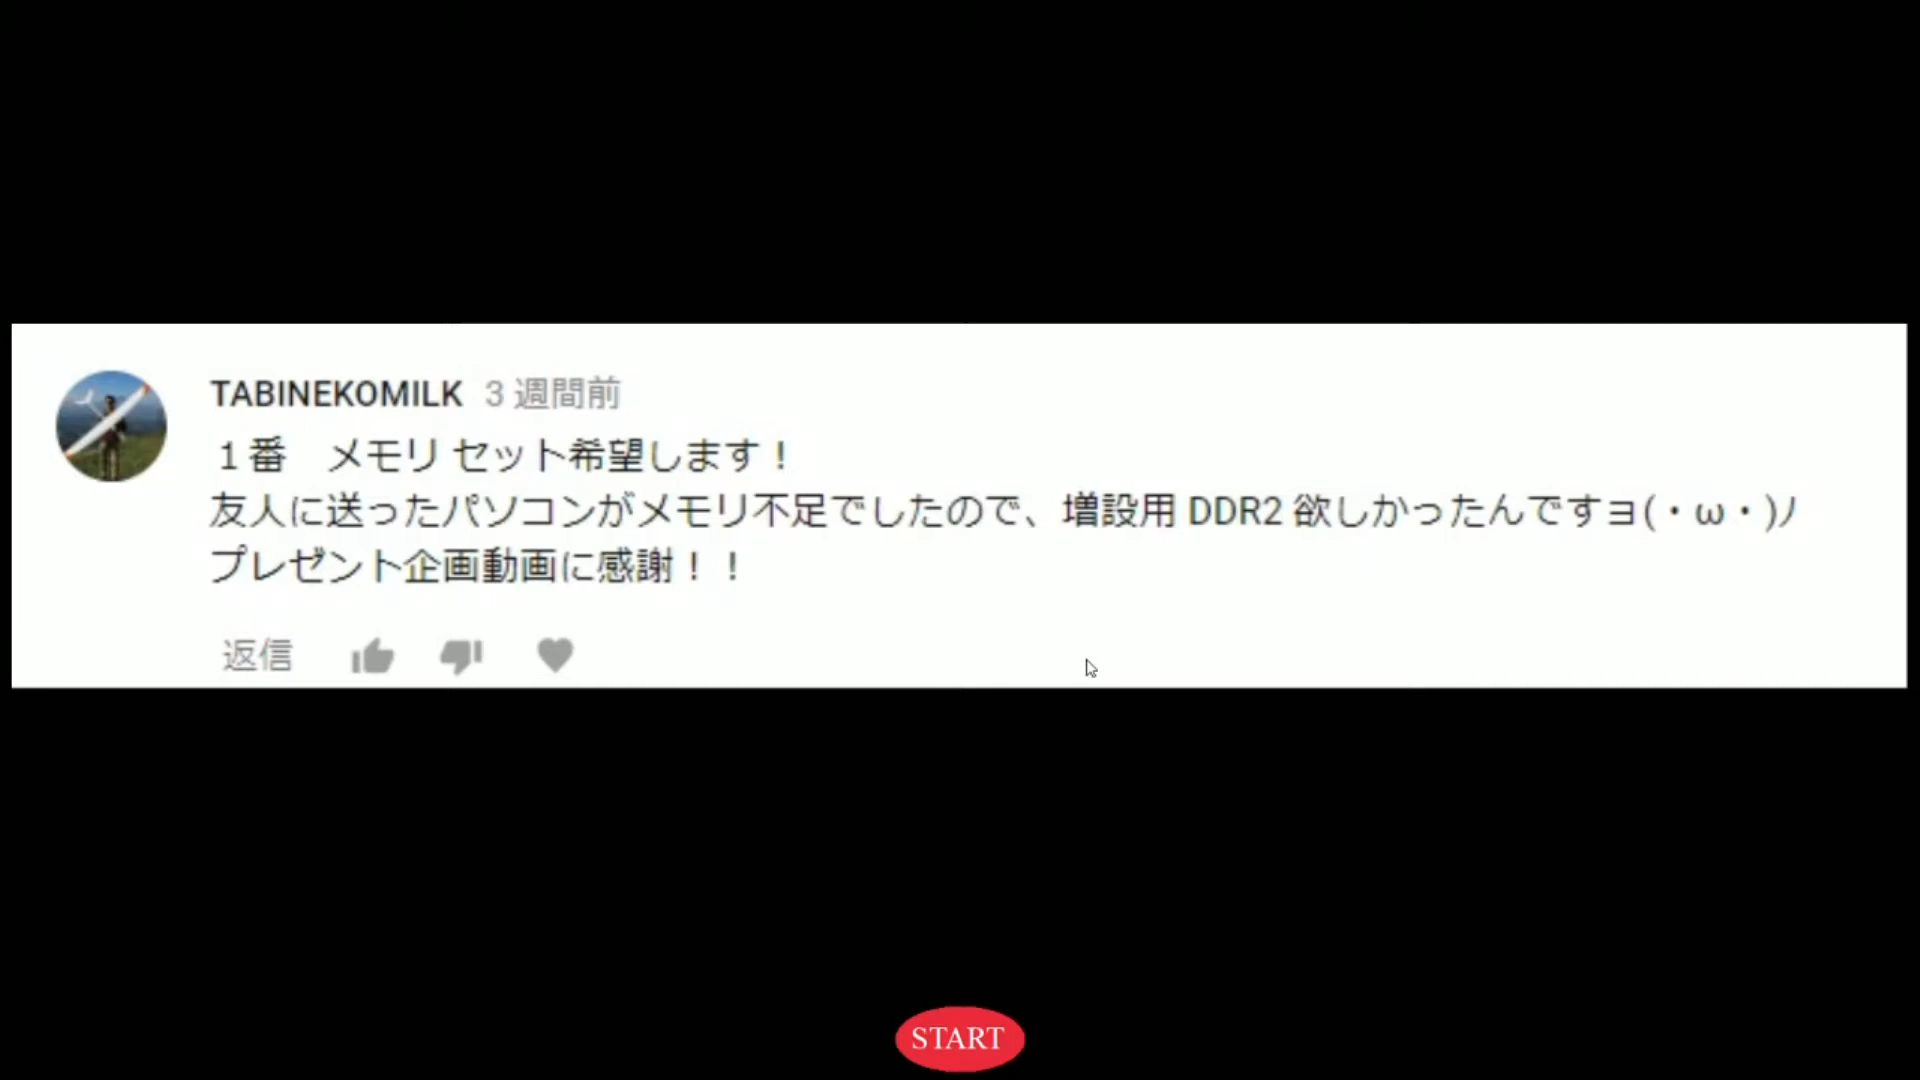 TABINEKOMILK 3 週間前
１番　メモリ セット希望します！
友人に送ったパソコンがメモリ不足でしたので、増設用 DDR2 欲しかったんですヨ(・ω・)ﾉ
プレゼント企画動画に感謝！！
返信
START